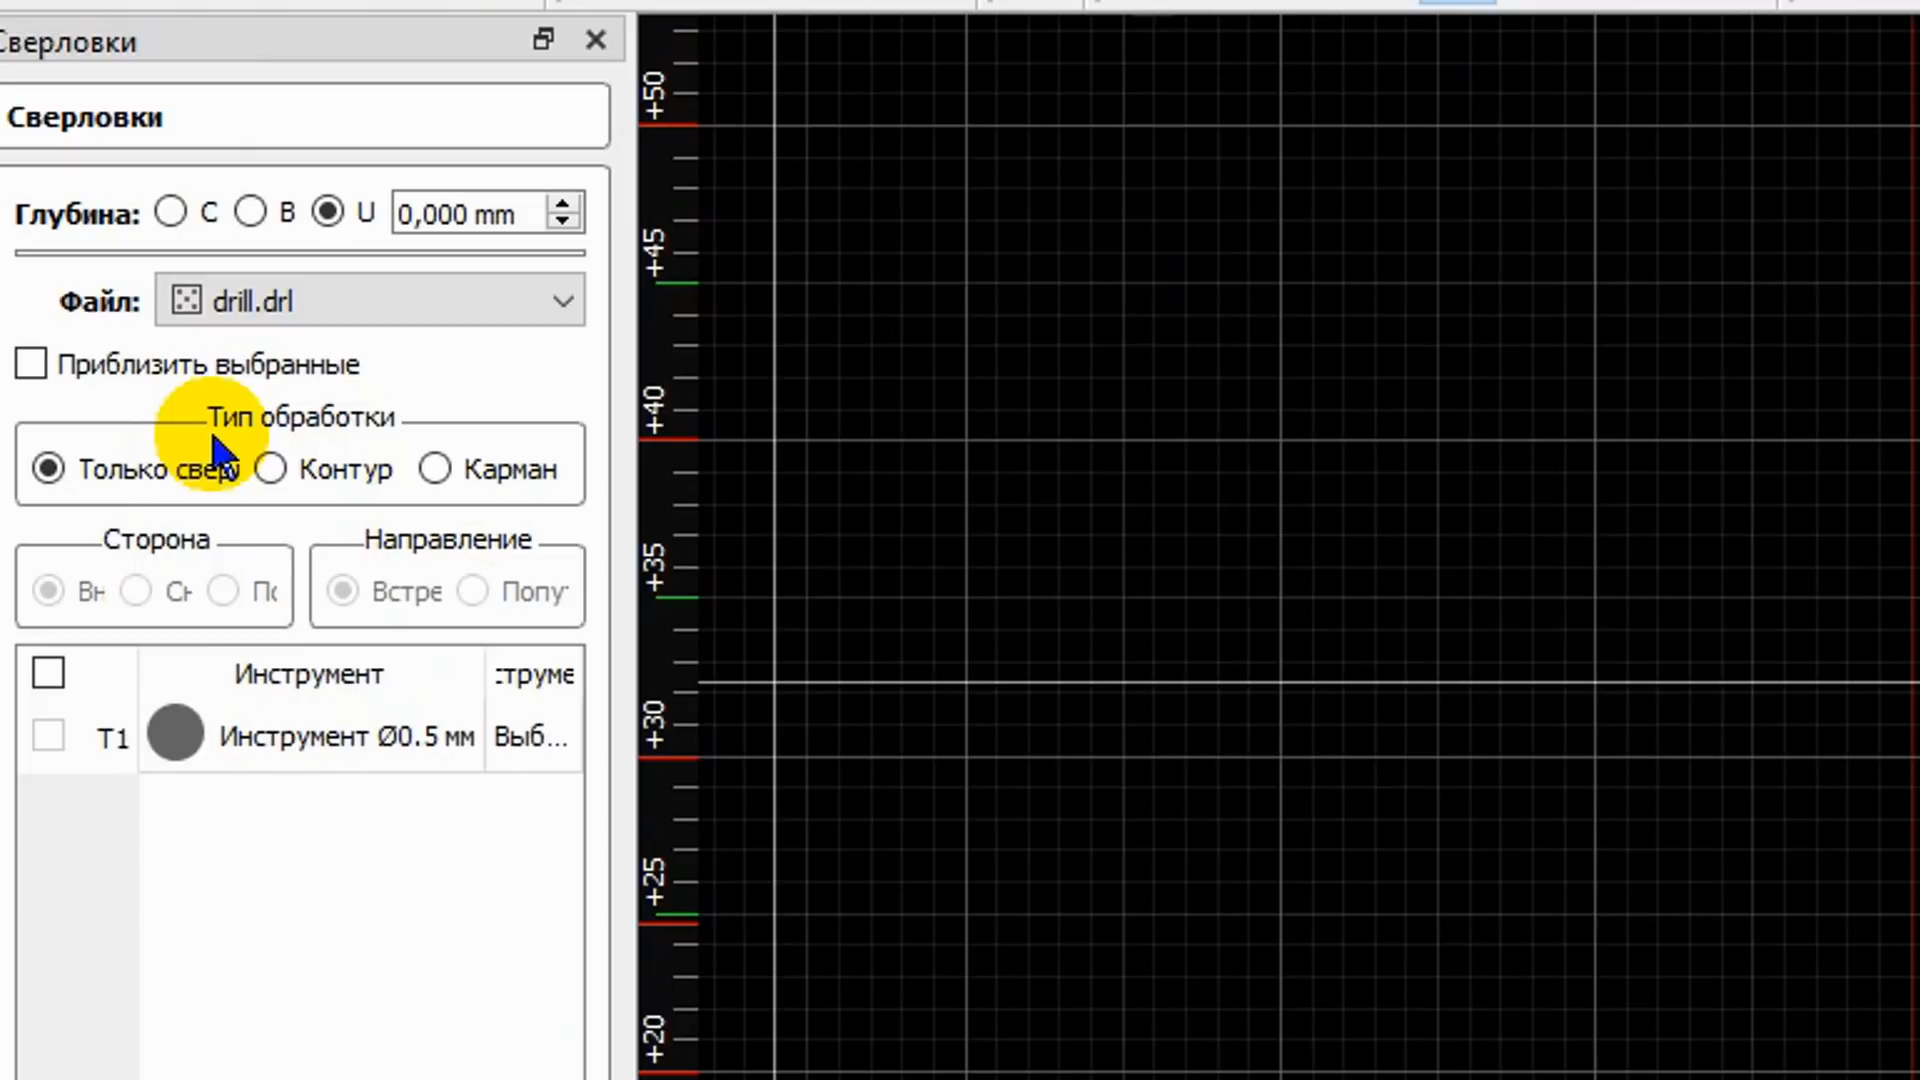 Сверловки
Сверловки
Глубина: C B U 0,000 mm
Файл: drill.drl
Приблизить выбранные
Тип обработки
Только свер Контур Карман
Сторона Направление
Вн Сн По Встре Попу
Инструмент струме
T1 Инструмент Ø0.5 мм Выб...
+50
+45
+40
+35
+30
+25
+20